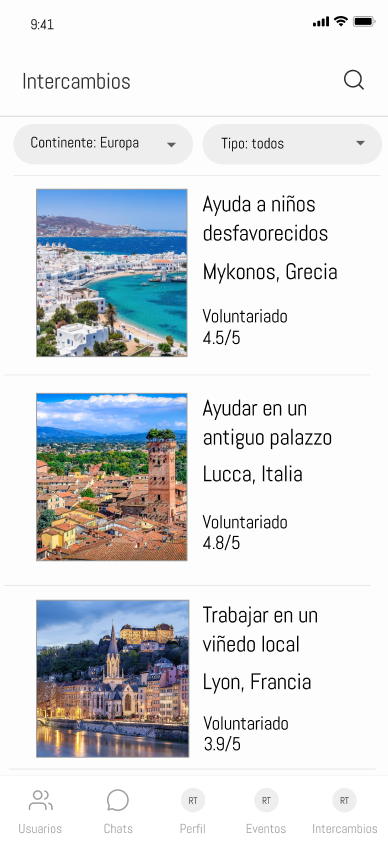 9:41
Intercambios
Continente: Europa
Tipo: todos
Ayuda a niños
desfavorecidos
Mykonos, Grecia
Voluntariado
4.5/5
Ayudar en un
antiguo palazzo
Lucca, Italia
Voluntariado
4.8/5
Trabajar en un
viñedo local
Lyon, Francia
Voluntariado
3.9/5
RT RT RT
Usuarios Chats Perfil Eventos Intercambios